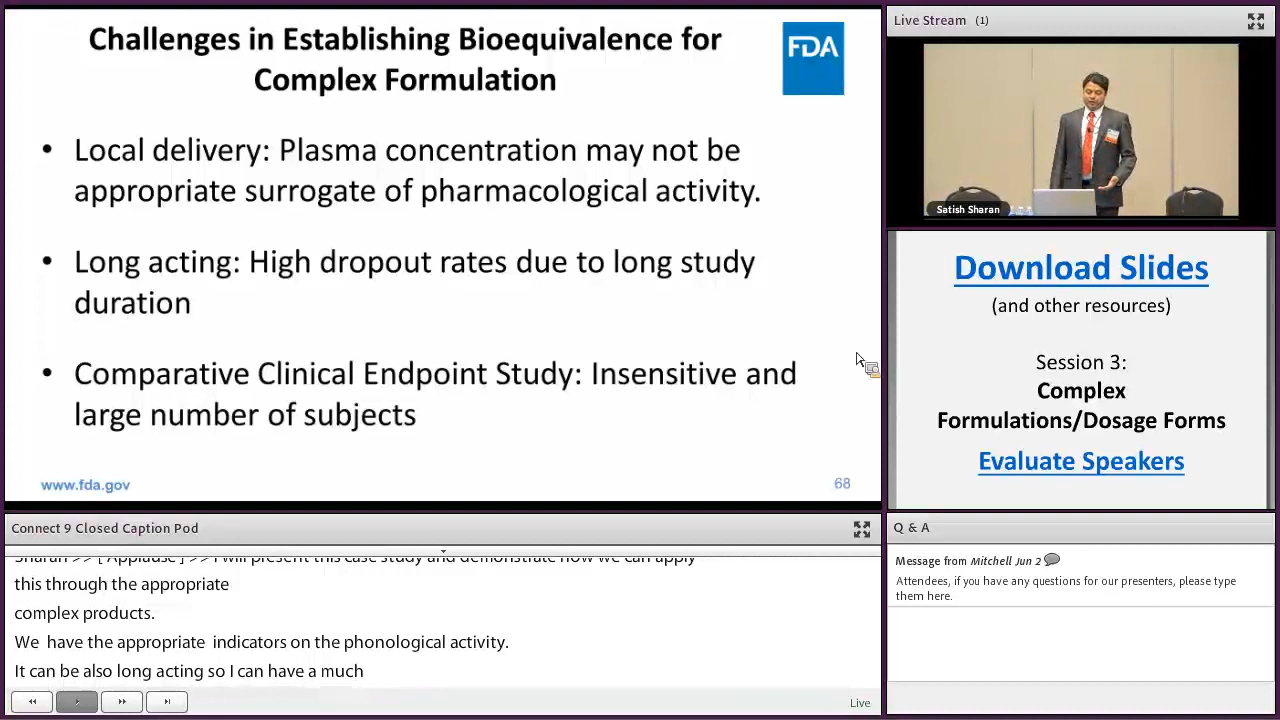 Challenges in Establishing Bioequivalence for
Complex Formulation
FDA
• Local delivery: Plasma concentration may not be
appropriate surrogate of pharmacological activity.
• Long acting: High dropout rates due to long study
duration
• Comparative Clinical Endpoint Study: Insensitive and
large number of subjects
www.fda.gov
68
Live Stream (1)
Satish Sharan
Download Slides
(and other resources)
Session 3:
Complex
Formulations/Dosage Forms
Evaluate Speakers
Connect 9 Closed Caption Pod
Sharan >> [ Applause ] >> I will present this case study and demonstrate how we can apply
this through the appropriate
complex products.
We have the appropriate indicators on the phonological activity.
It can be also long acting so I can have a much
Live
Q & A
Message from Mitchell Jun 2
Attendees, if you have any questions for our presenters, please type
them here.